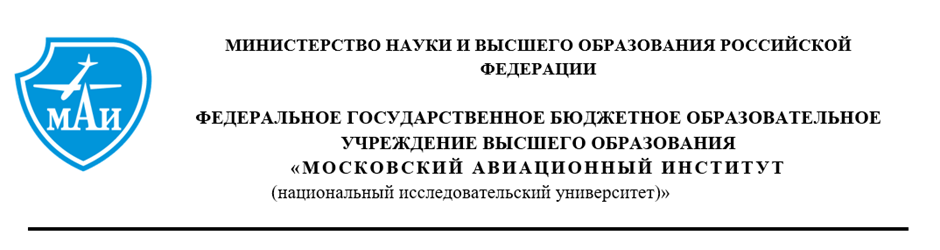 МИНИСТЕРСТВО НАУКИ И ВЫСШЕГО ОБРАЗОВАНИЯ РОССИЙСКОЙ
ФЕДЕРАЦИИ
ФЕДЕРАЛЬНОЕ ГОСУДАРСТВЕННОЕ БЮДЖЕТНОЕ ОБРАЗОВАТЕЛЬНОЕ
УЧРЕЖДЕНИЕ ВЫСШЕГО ОБРАЗОВАНИЯ
«МОСКОВСКИЙ АВИАЦИОННЫЙ ИНСТИТУТ
(национальный исследовательский университет)»
МАИ